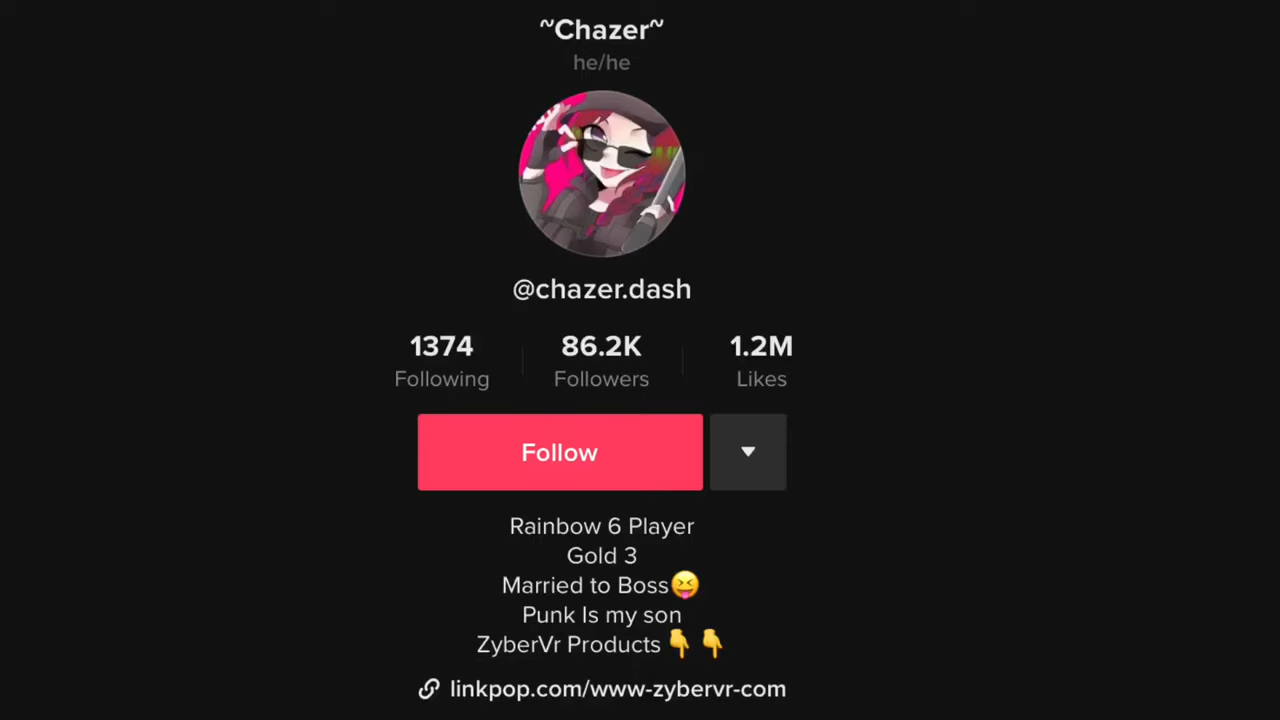 ~Chazer~
he/he
@chazer.dash
1374 86.2K 1.2M
Following Followers Likes
Follow
Rainbow 6 Player
Gold 3
Married to Boss😝
Punk Is my son
ZyberVr Products👇👇
linkpop.com/www-zybervr-com